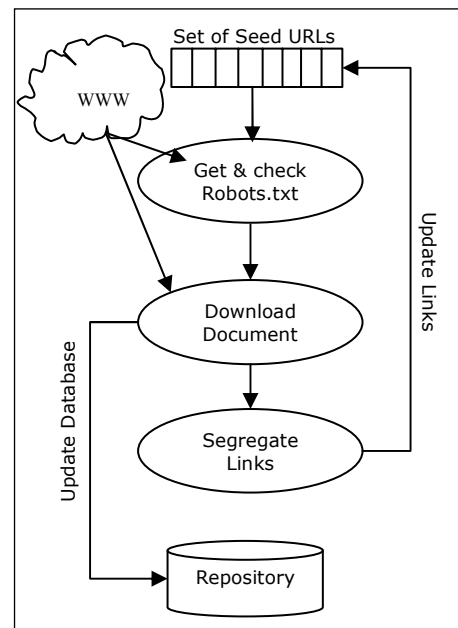 Set of Seed URLs
WWW
Get & check
Robots.txt
Download
Document
Update Links
Update Database
Segregate
Links
Repository